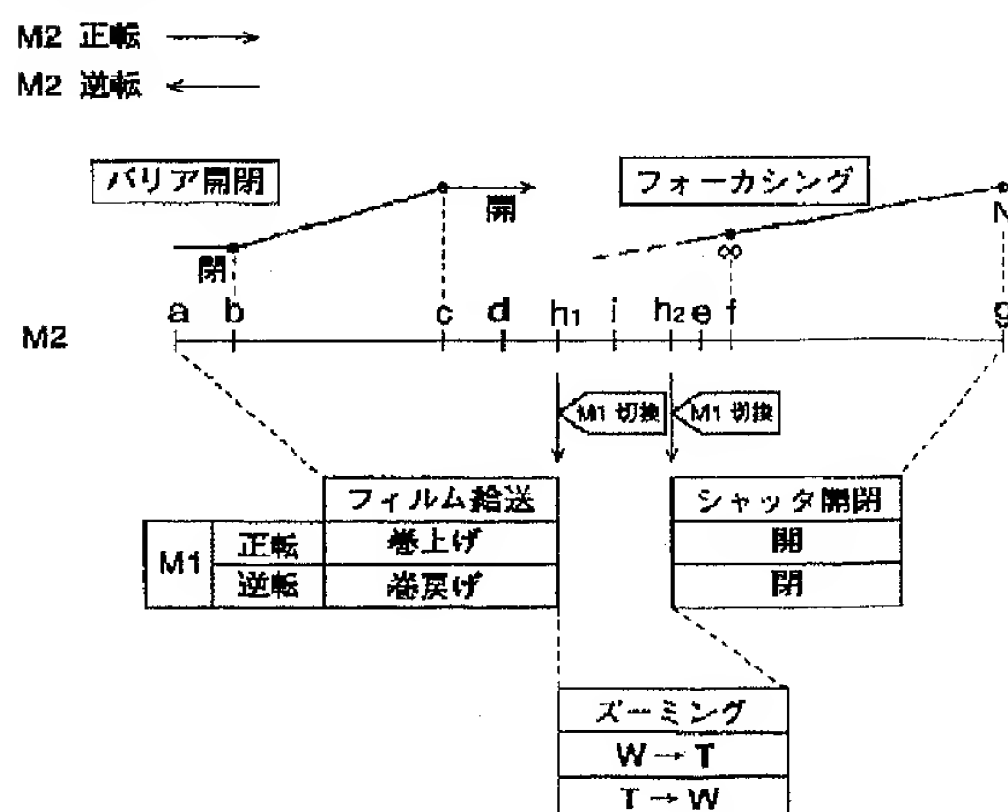 M2 正転
M2 逆転
バリア開閉 フォーカシング
開
閉 ∞
a b c d h1 i h2 e f g
M2
M1 切換 M1 切換
フィルム給送 シャッタ開閉
M1 正転 巻上げ 開
逆転 巻戻げ 閉
ズーミング
W→T
T→W